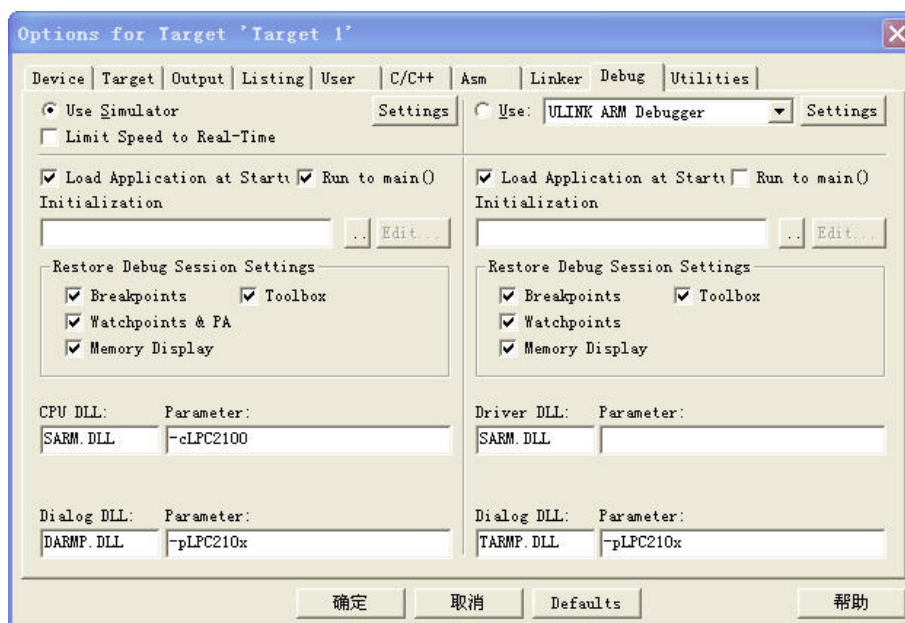 Options for Target 'Target 1'
Device Target Output Listing User C/C++ Asm Linker Debug Utilities
Use Simulator Settings Use: ULINK ARM Debugger Settings
Limit Speed to Real-Time
Load Application at Startu Run to main() Load Application at Startu Run to main()
Initialization Initialization
.. Edit... .. Edit...
Restore Debug Session Settings Restore Debug Session Settings
Breakpoints Toolbox Breakpoints Toolbox
Watchpoints & PA Watchpoints
Memory Display Memory Display
CPU DLL: Parameter: Driver DLL: Parameter:
SARM.DLL -cLPC2100 SARM.DLL
Dialog DLL: Parameter: Dialog DLL: Parameter:
DARMP.DLL -pLPC210x TARMP.DLL -pLPC210x
确定 取消 Defaults 帮助